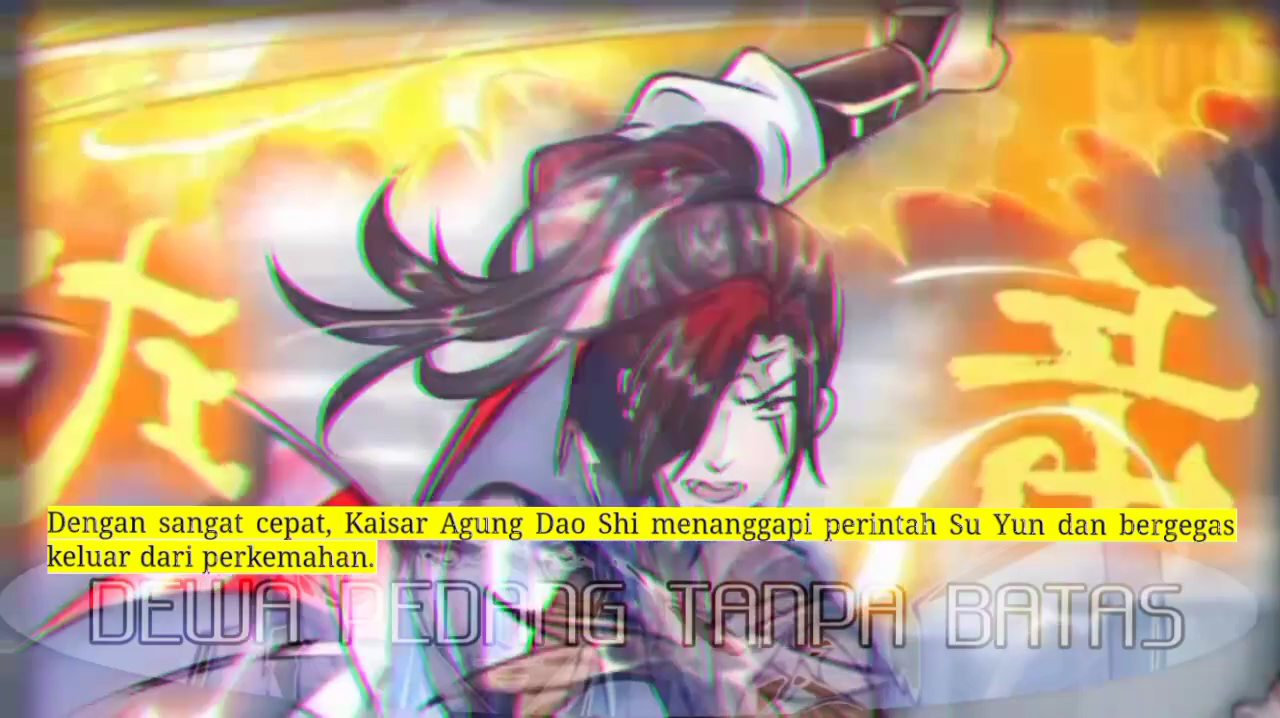 Dengan sangat cepat, Kaisar Agung Dao Shi menanggapi perintah Su Yun dan bergegas
keluar dari perkemahan.
DEWA PEDANG TANPA BATAS